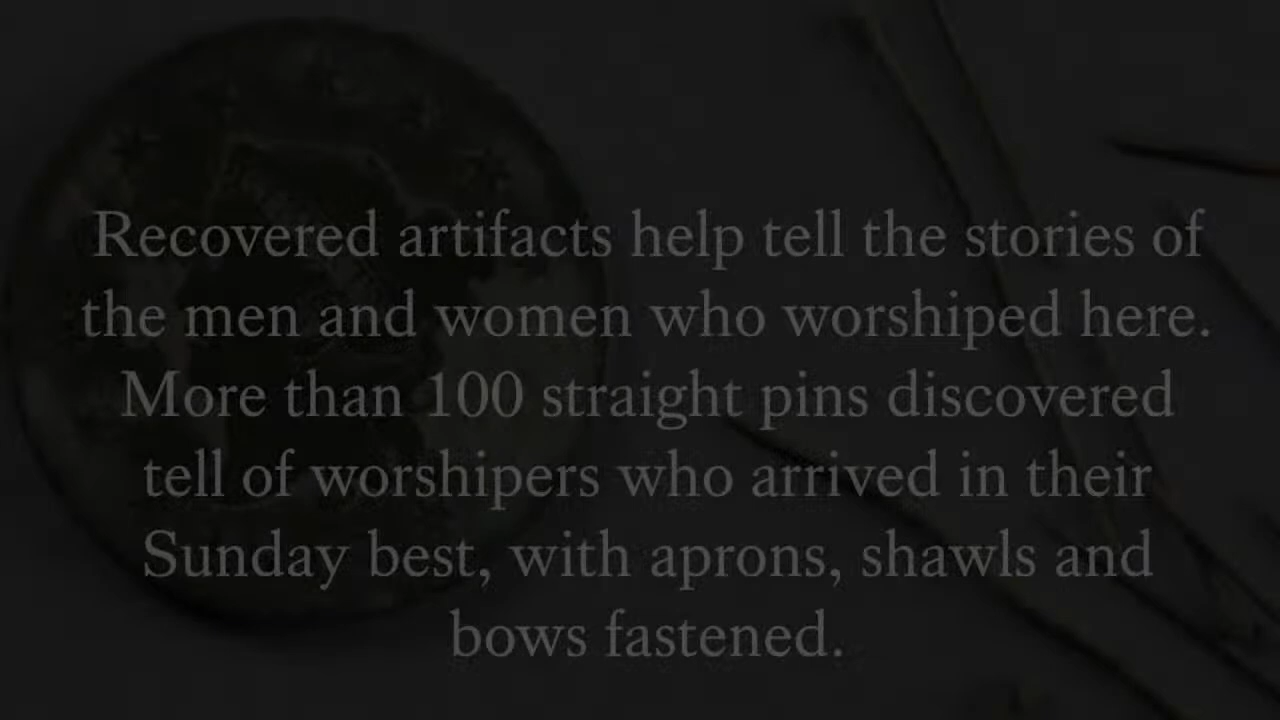 Recovered artifacts help tell the stories of
the men and women who worshiped here.
More than 100 straight pins discovered
tell of worshipers who arrived in their
Sunday best, with aprons, shawls and
bows fastened.